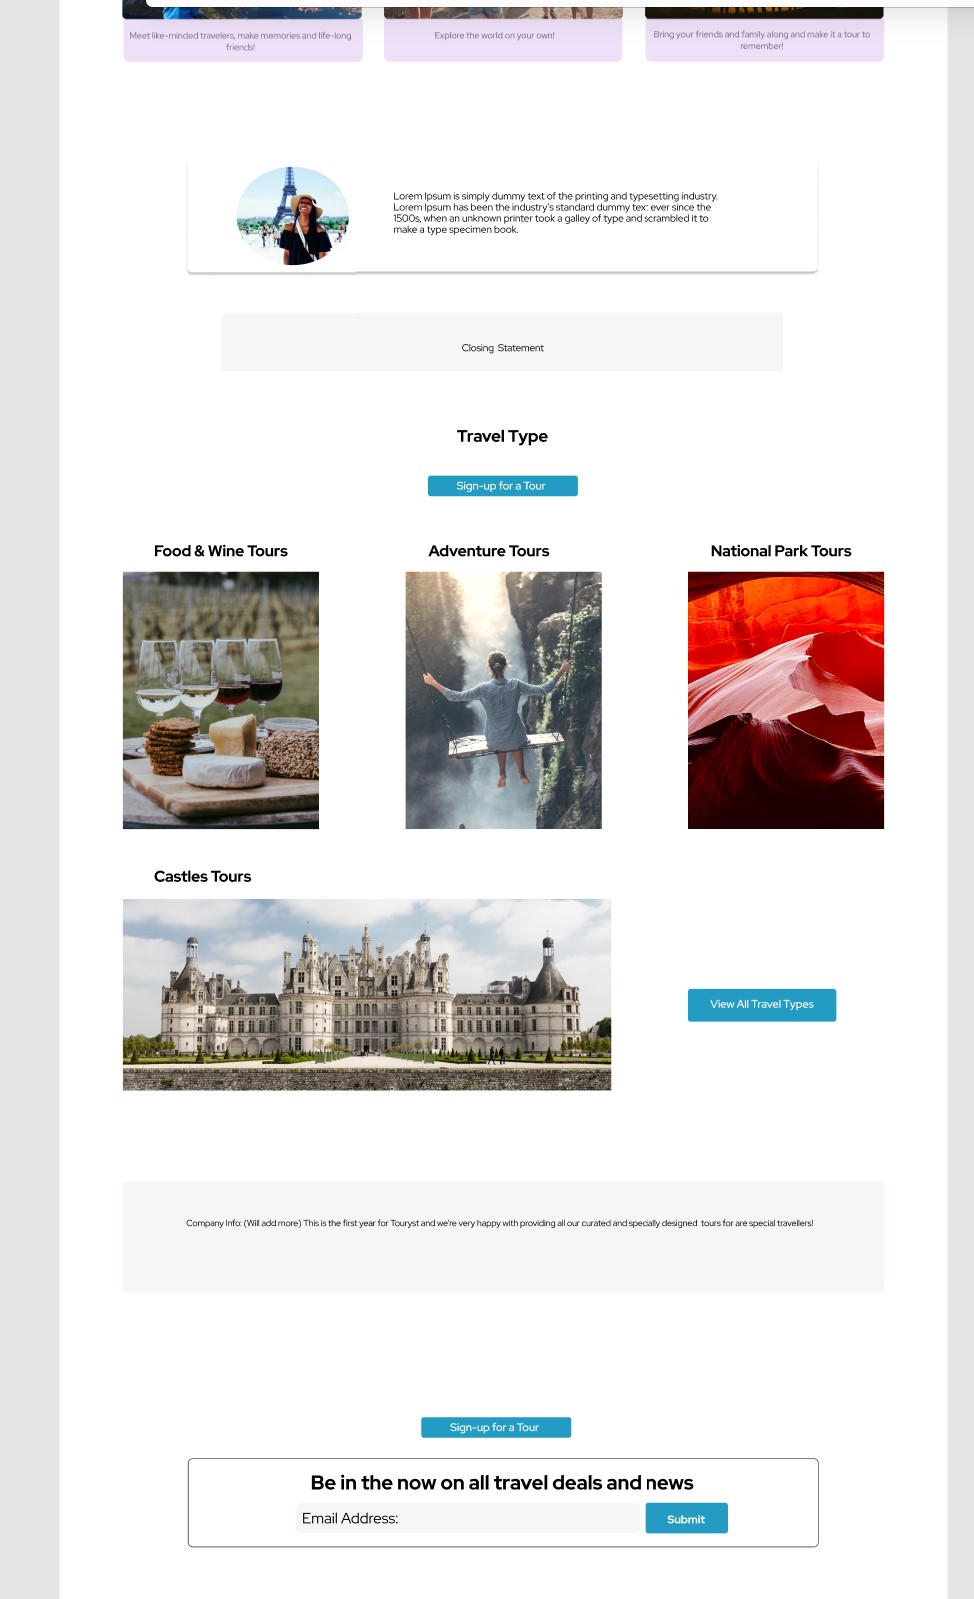 Meet like-minded travelers, make memories and life-long
friends!
Explore the world on your own!
Bring your friends and family along and make it a tour to
remember!
Lorem Ipsum is simply dummy text of the printing and typesetting industry.
Lorem Ipsum has been the industry's standard dummy tex: ever since the
1500s, when an unknown printer took a galley of type and scrambled it to
make a type specimen book.
Closing Statement
Travel Type
Sign-up for a Tour
Food & Wine Tours
Adventure Tours
National Park Tours
Castles Tours
View All Travel Types
Company Info: (Will add more) This is the first year for Touryst and we're very happy with providing all our curated and specially designed tours for are special travellers!
Sign-up for a Tour
Be in the now on all travel deals and news
Email Address:
Submit